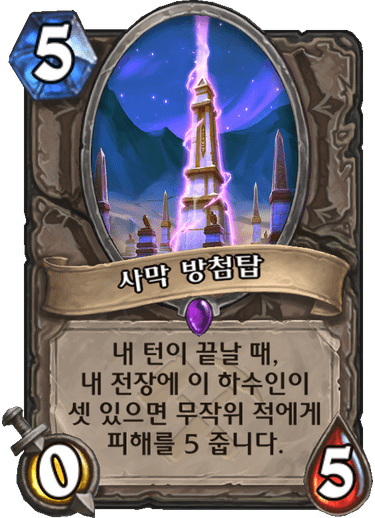 5
사막 방첨탑
내 턴이 끝날 때,
내 전장에 이 하수인이
셋 있으면 무작위 적에게
피해를 5 줍니다.
0
5